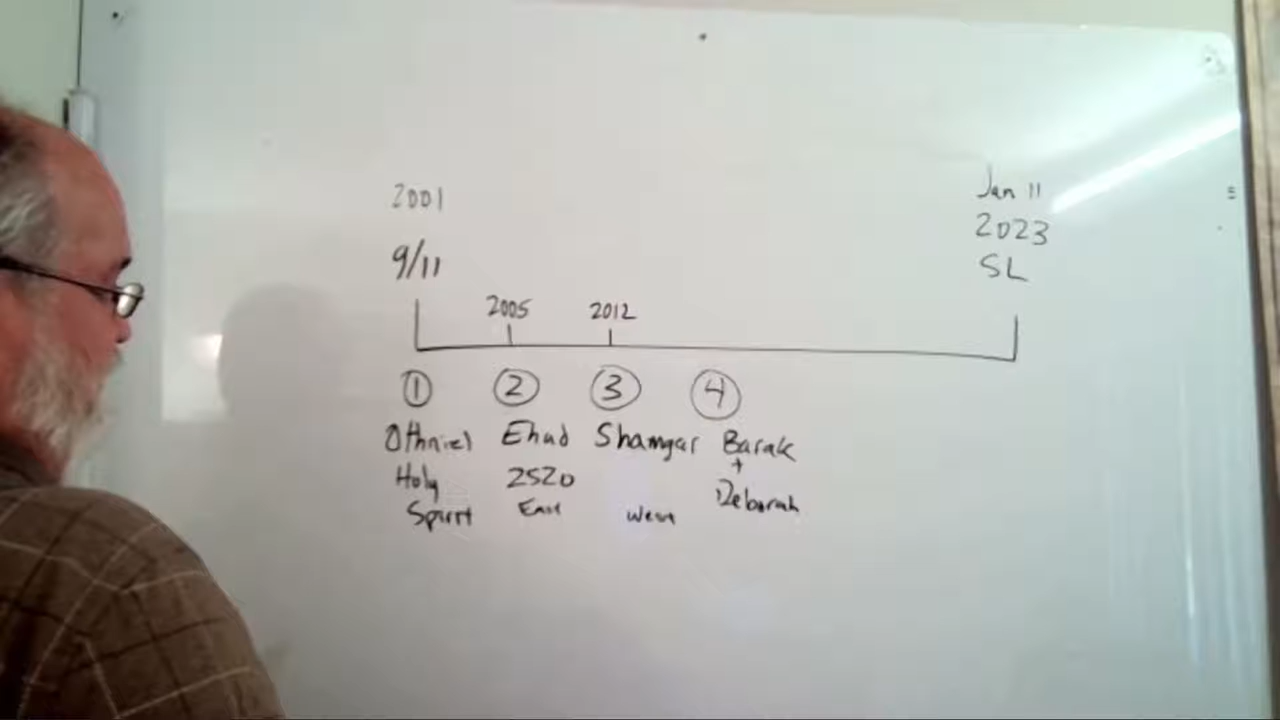 2001
9/11
Jan 11
2023
SL
2005 2012
1 2 3 4
Othniel Ehud Shamgar Barak
Holy 2520 +
Spirit East West Deborah